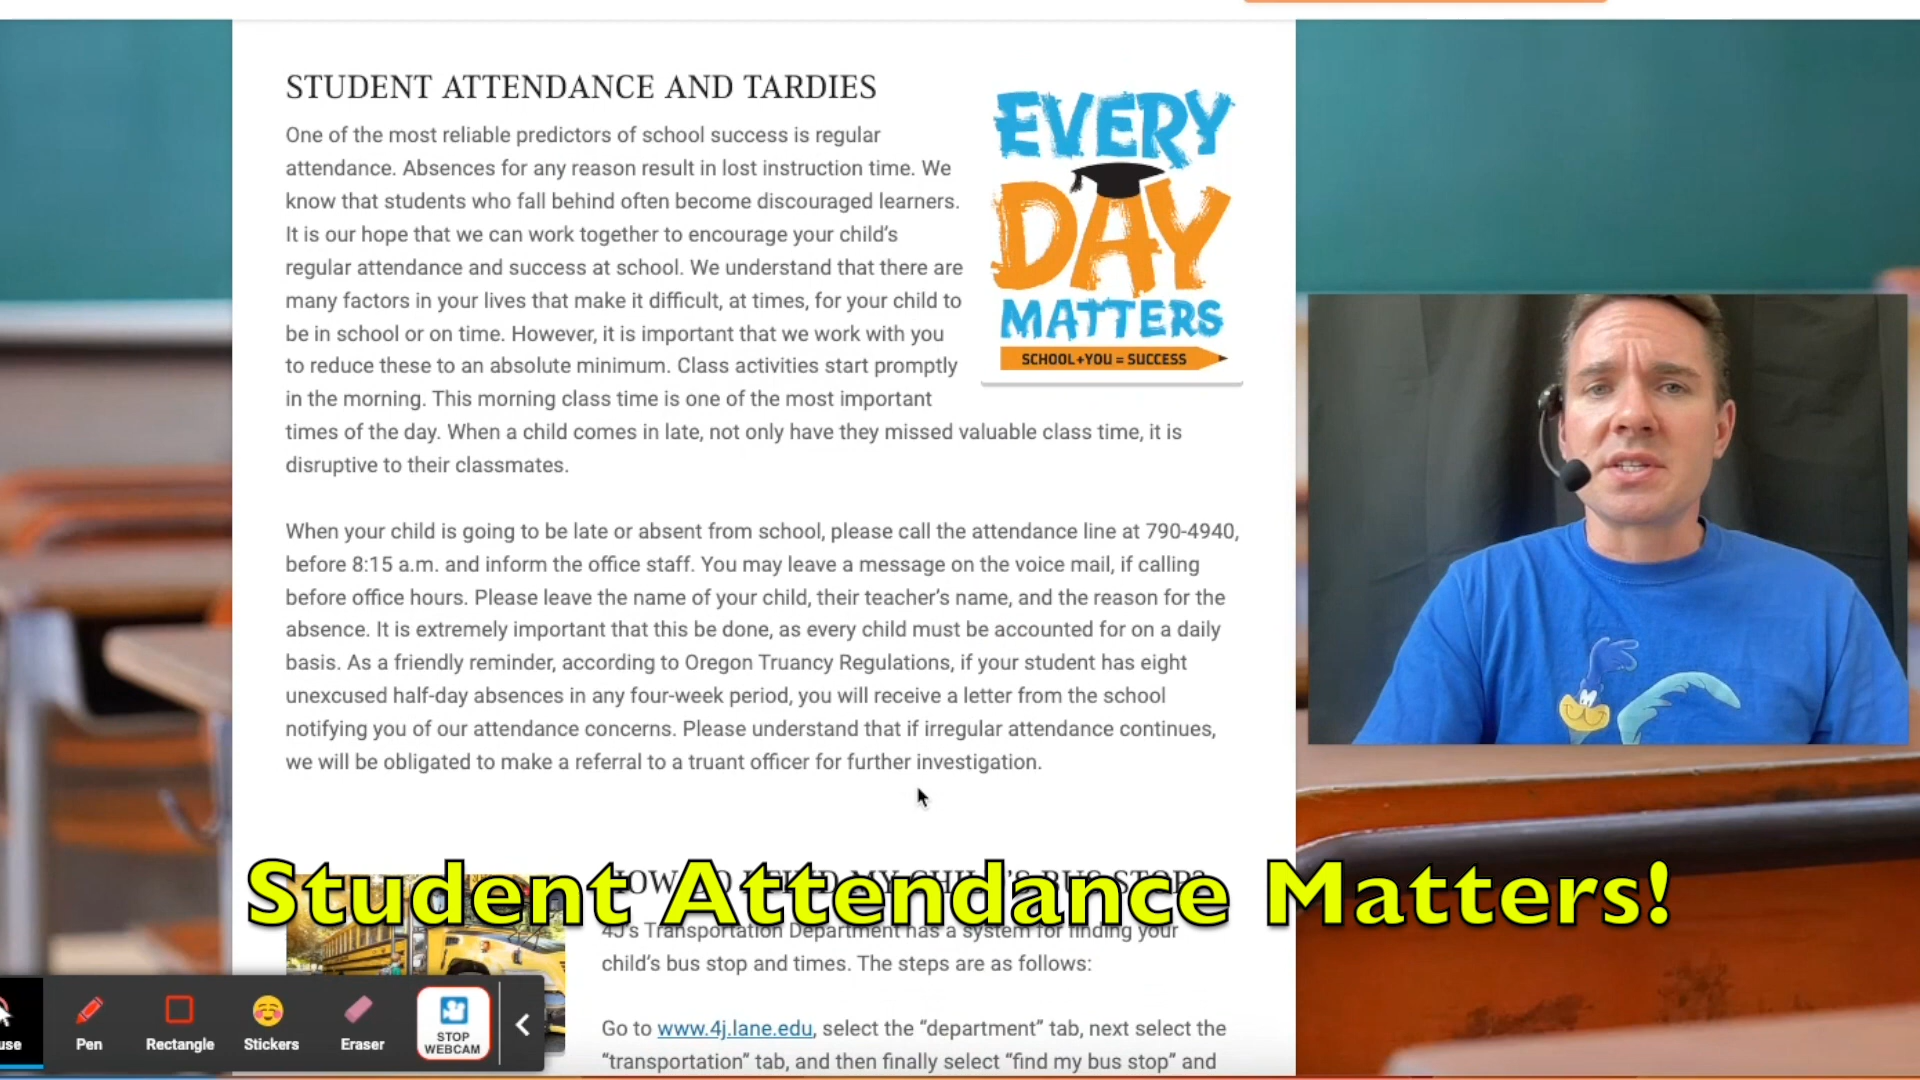 STUDENT ATTENDANCE AND TARDIES
One of the most reliable predictors of school success is regular
attendance. Absences for any reason result in lost instruction time. We
know that students who fall behind often become discouraged learners.
It is our hope that we can work together to encourage your child's
regular attendance and success at school. We understand that there are
many factors in your lives that make it difficult, at times, for your child to
be in school or on time. However, it is important that we work with you
to reduce these to an absolute minimum. Class activities start promptly
in the morning. This morning class time is one of the most important
times of the day. When a child comes in late, not only have they missed valuable class time, it is
disruptive to their classmates.
EVERY
DAY
MATTERS
SCHOOL+YOU = SUCCESS
When your child is going to be late or absent from school, please call the attendance line at 790-4940,
before 8:15 a.m. and inform the office staff. You may leave a message on the voice mail, if calling
before office hours. Please leave the name of your child, their teacher's name, and the reason for the
absence. It is extremely important that this be done, as every child must be accounted for on a daily
basis. As a friendly reminder, according to Oregon Truancy Regulations, if your student has eight
unexcused half-day absences in any four-week period, you will receive a letter from the school
notifying you of our attendance concerns. Please understand that if irregular attendance continues,
we will be obligated to make a referral to a truant officer for further investigation.
Student Attendance Matters!
4J's Transportation Department has a system for finding your
child's bus stop and times. The steps are as follows:
Go to www.4j.lane.edu, select the “department” tab, next select the
“transportation” tab, and then finally select “find my bus stop” and
Pen
Rectangle
Stickers
Eraser
STOP
WEBCAM